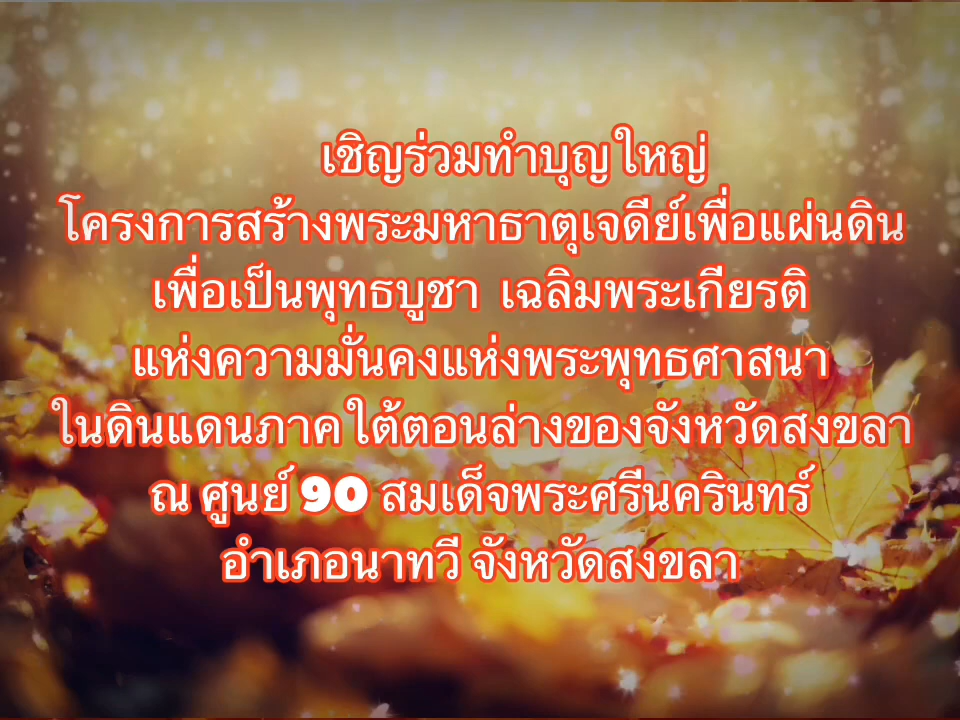 เชิญร่วมทำบุญใหญ่
โครงการสร้างพระมหาธาตุเจดีย์เพื่อแผ่นดิน
เพื่อเป็นพุทธบูชา เฉลิมพระเกียรติ
แห่งความมั่นคงแห่งพระพุทธศาสนา
ในดินแดนภาคใต้ตอนล่างของจังหวัดสงขลา
ณ ศูนย์ 90 สมเด็จพระศรีนครินทร์
อำเภอนาทวี จังหวัดสงขลา